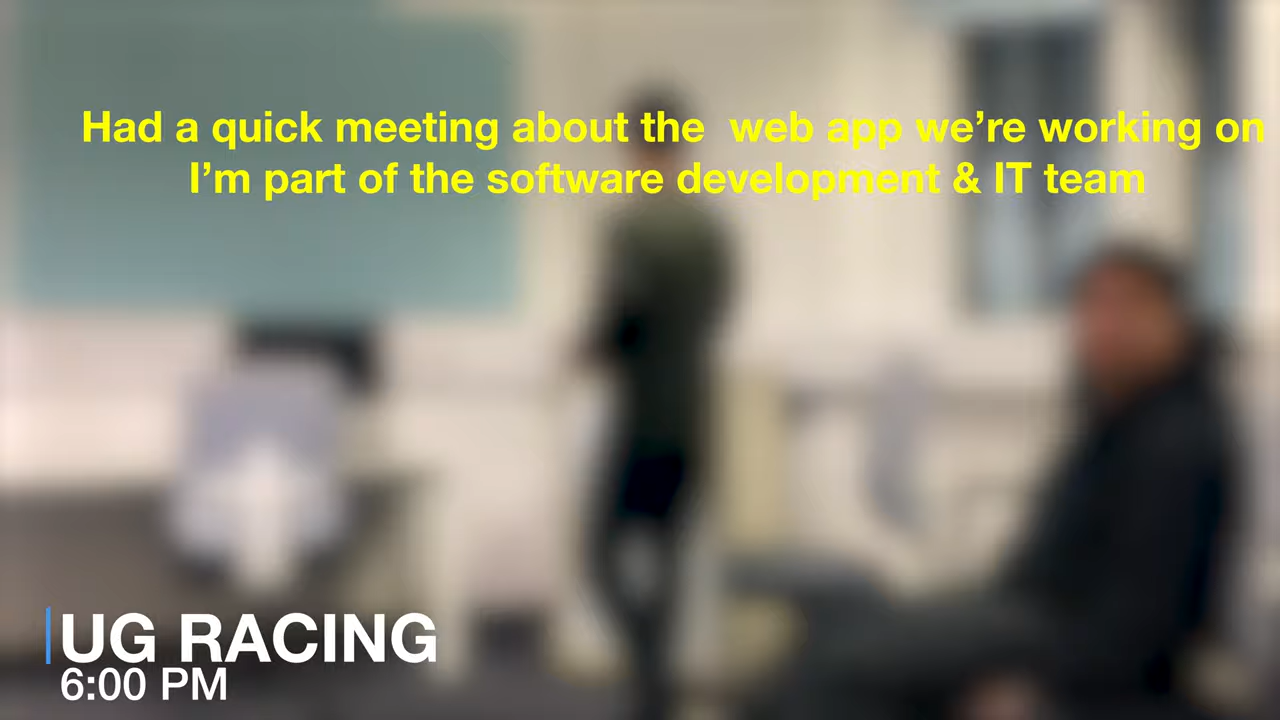 Had a quick meeting about the  web app we’re working on
I’m part of the software development & IT team
UG RACING
6:00 PM